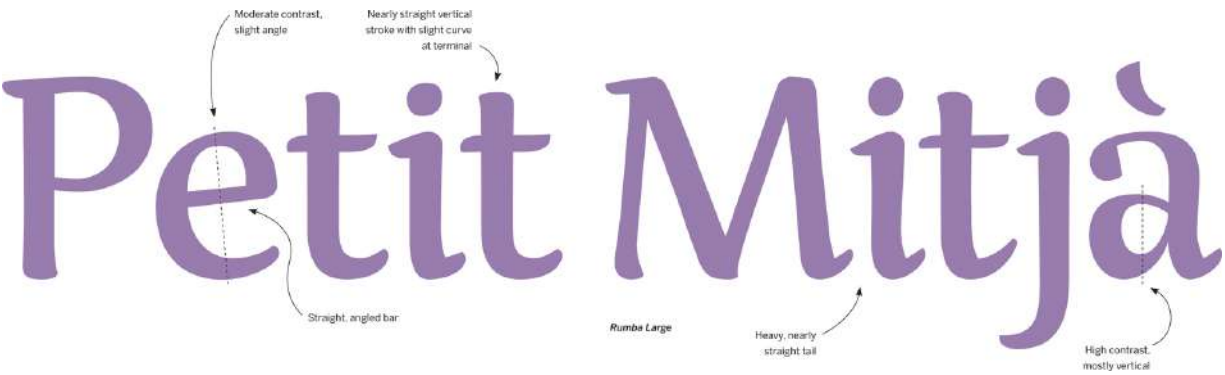 Moderate contrast,
slight angle
Nearly straight vertical
stroke with slight curve
at terminal
Petit Mitjà
Straight, angled bar
Rumba Large
Heavy, nearly
straight tail
High contrast,
mostly vertical